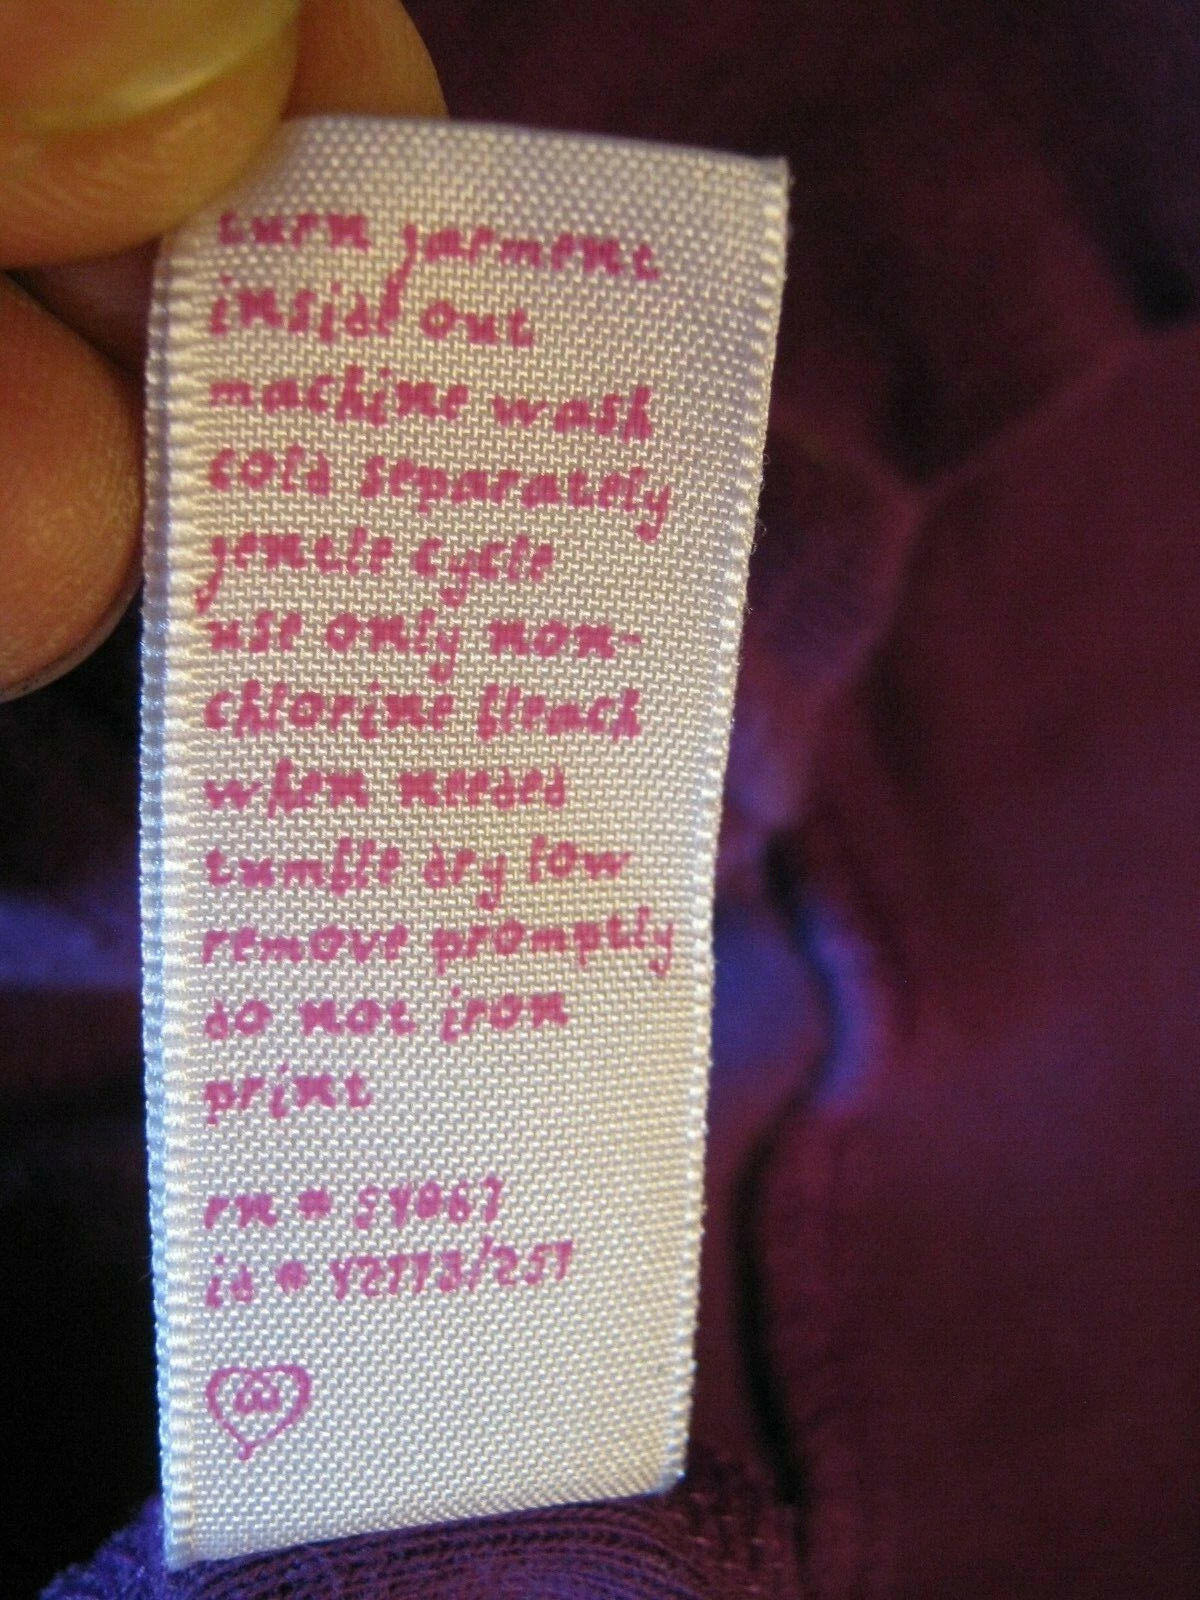 turn garment
inside out
machine wash
cold separately
gentle cycle
use only non-
chlorine bleach
when needed
tumble dry low
remove promptly
do not iron
print
rn #
id #